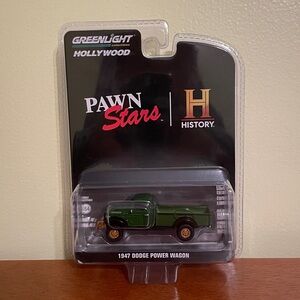 GREENLIGHT
HOLLYWOOD
PAWN
Stars
H
HISTORY
1947 DODGE POWER WAGON